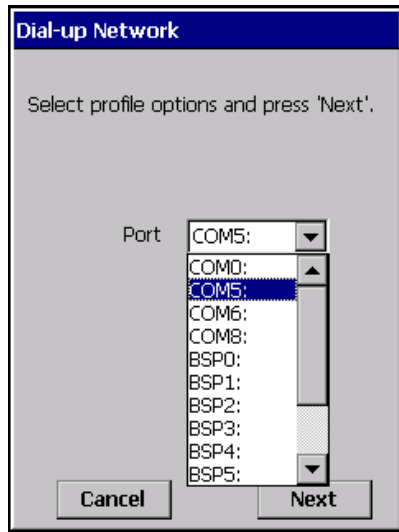 Dial-up Network
Select profile options and press 'Next'.
Port COM5:
COM0:
COM5:
COM6:
COM8:
BSP0:
BSP1:
BSP2:
BSP3:
BSP4:
BSP5:
Cancel Next